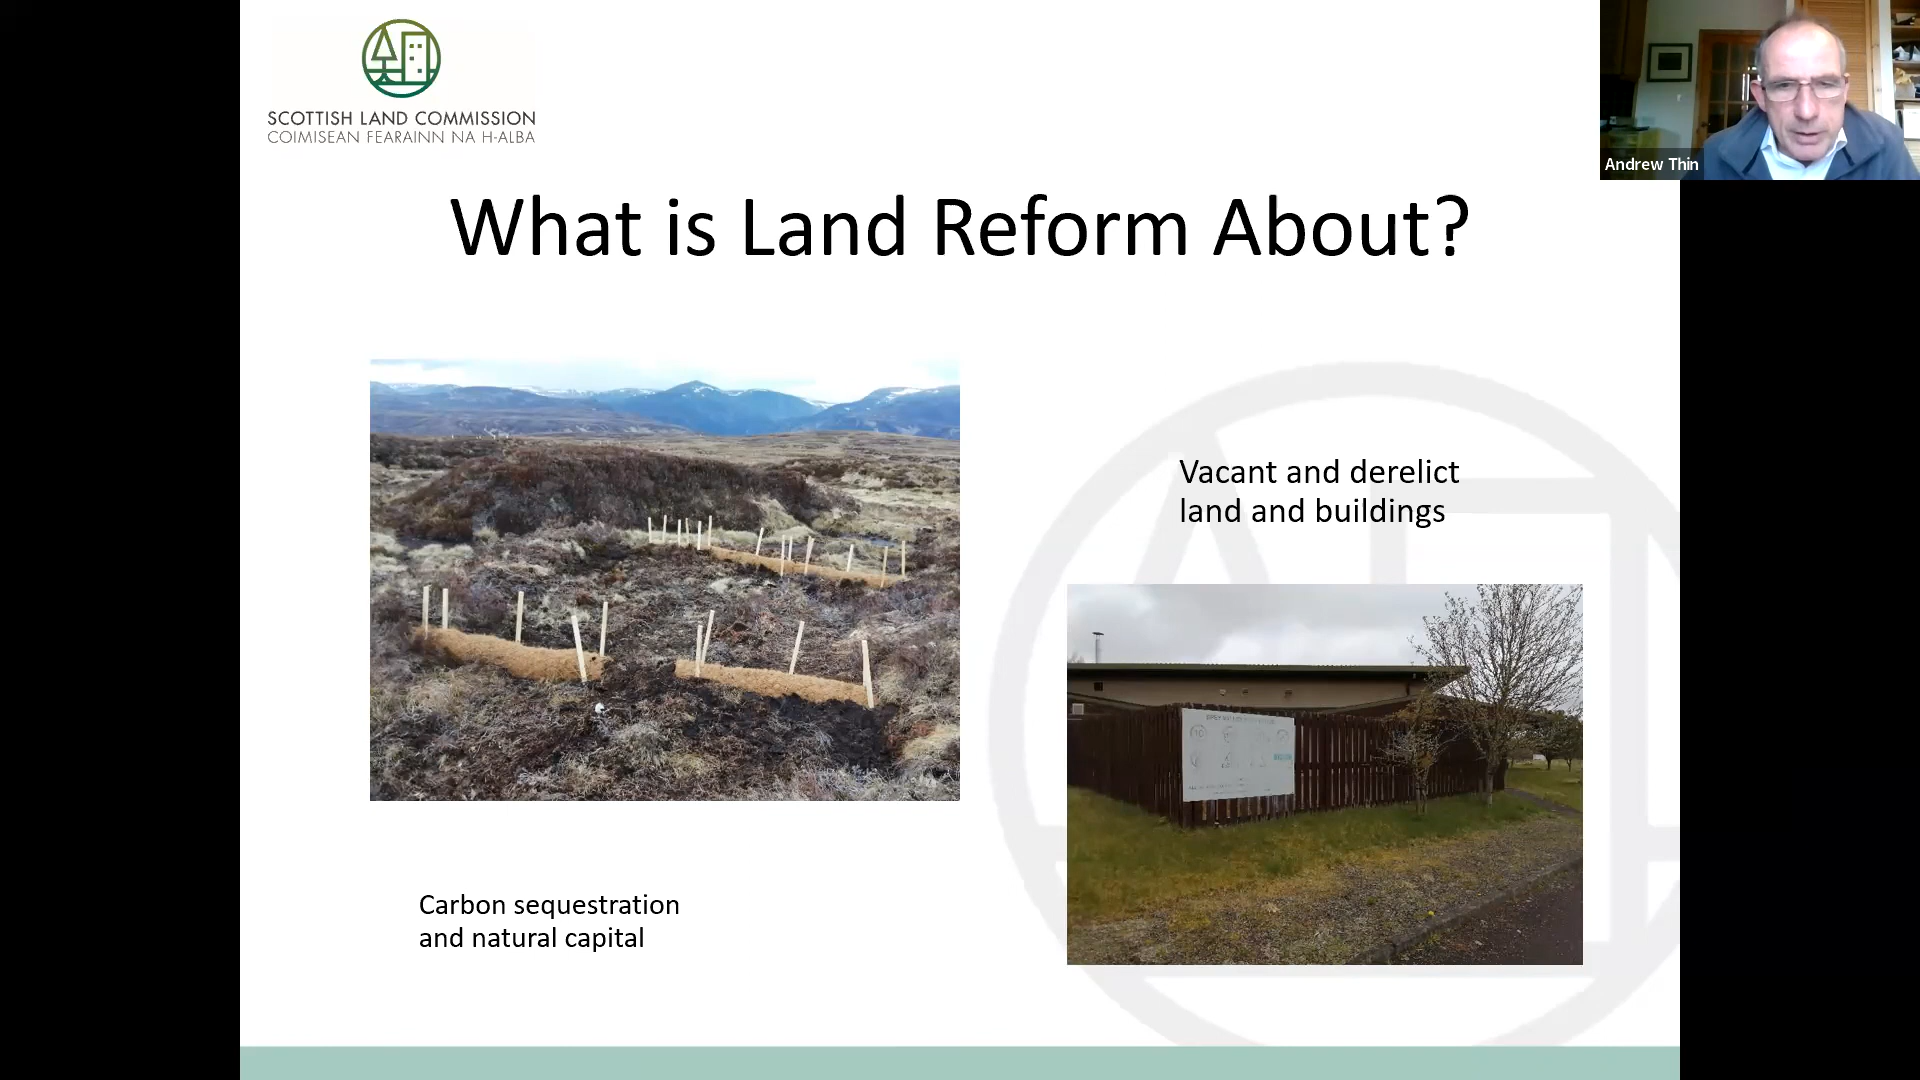 SCOTTISH LAND COMMISSION
COIMISEAN FEARAINN NA H-ALBA
Andrew Thin
What is Land Reform About?
Vacant and derelict
land and buildings
Carbon sequestration
and natural capital